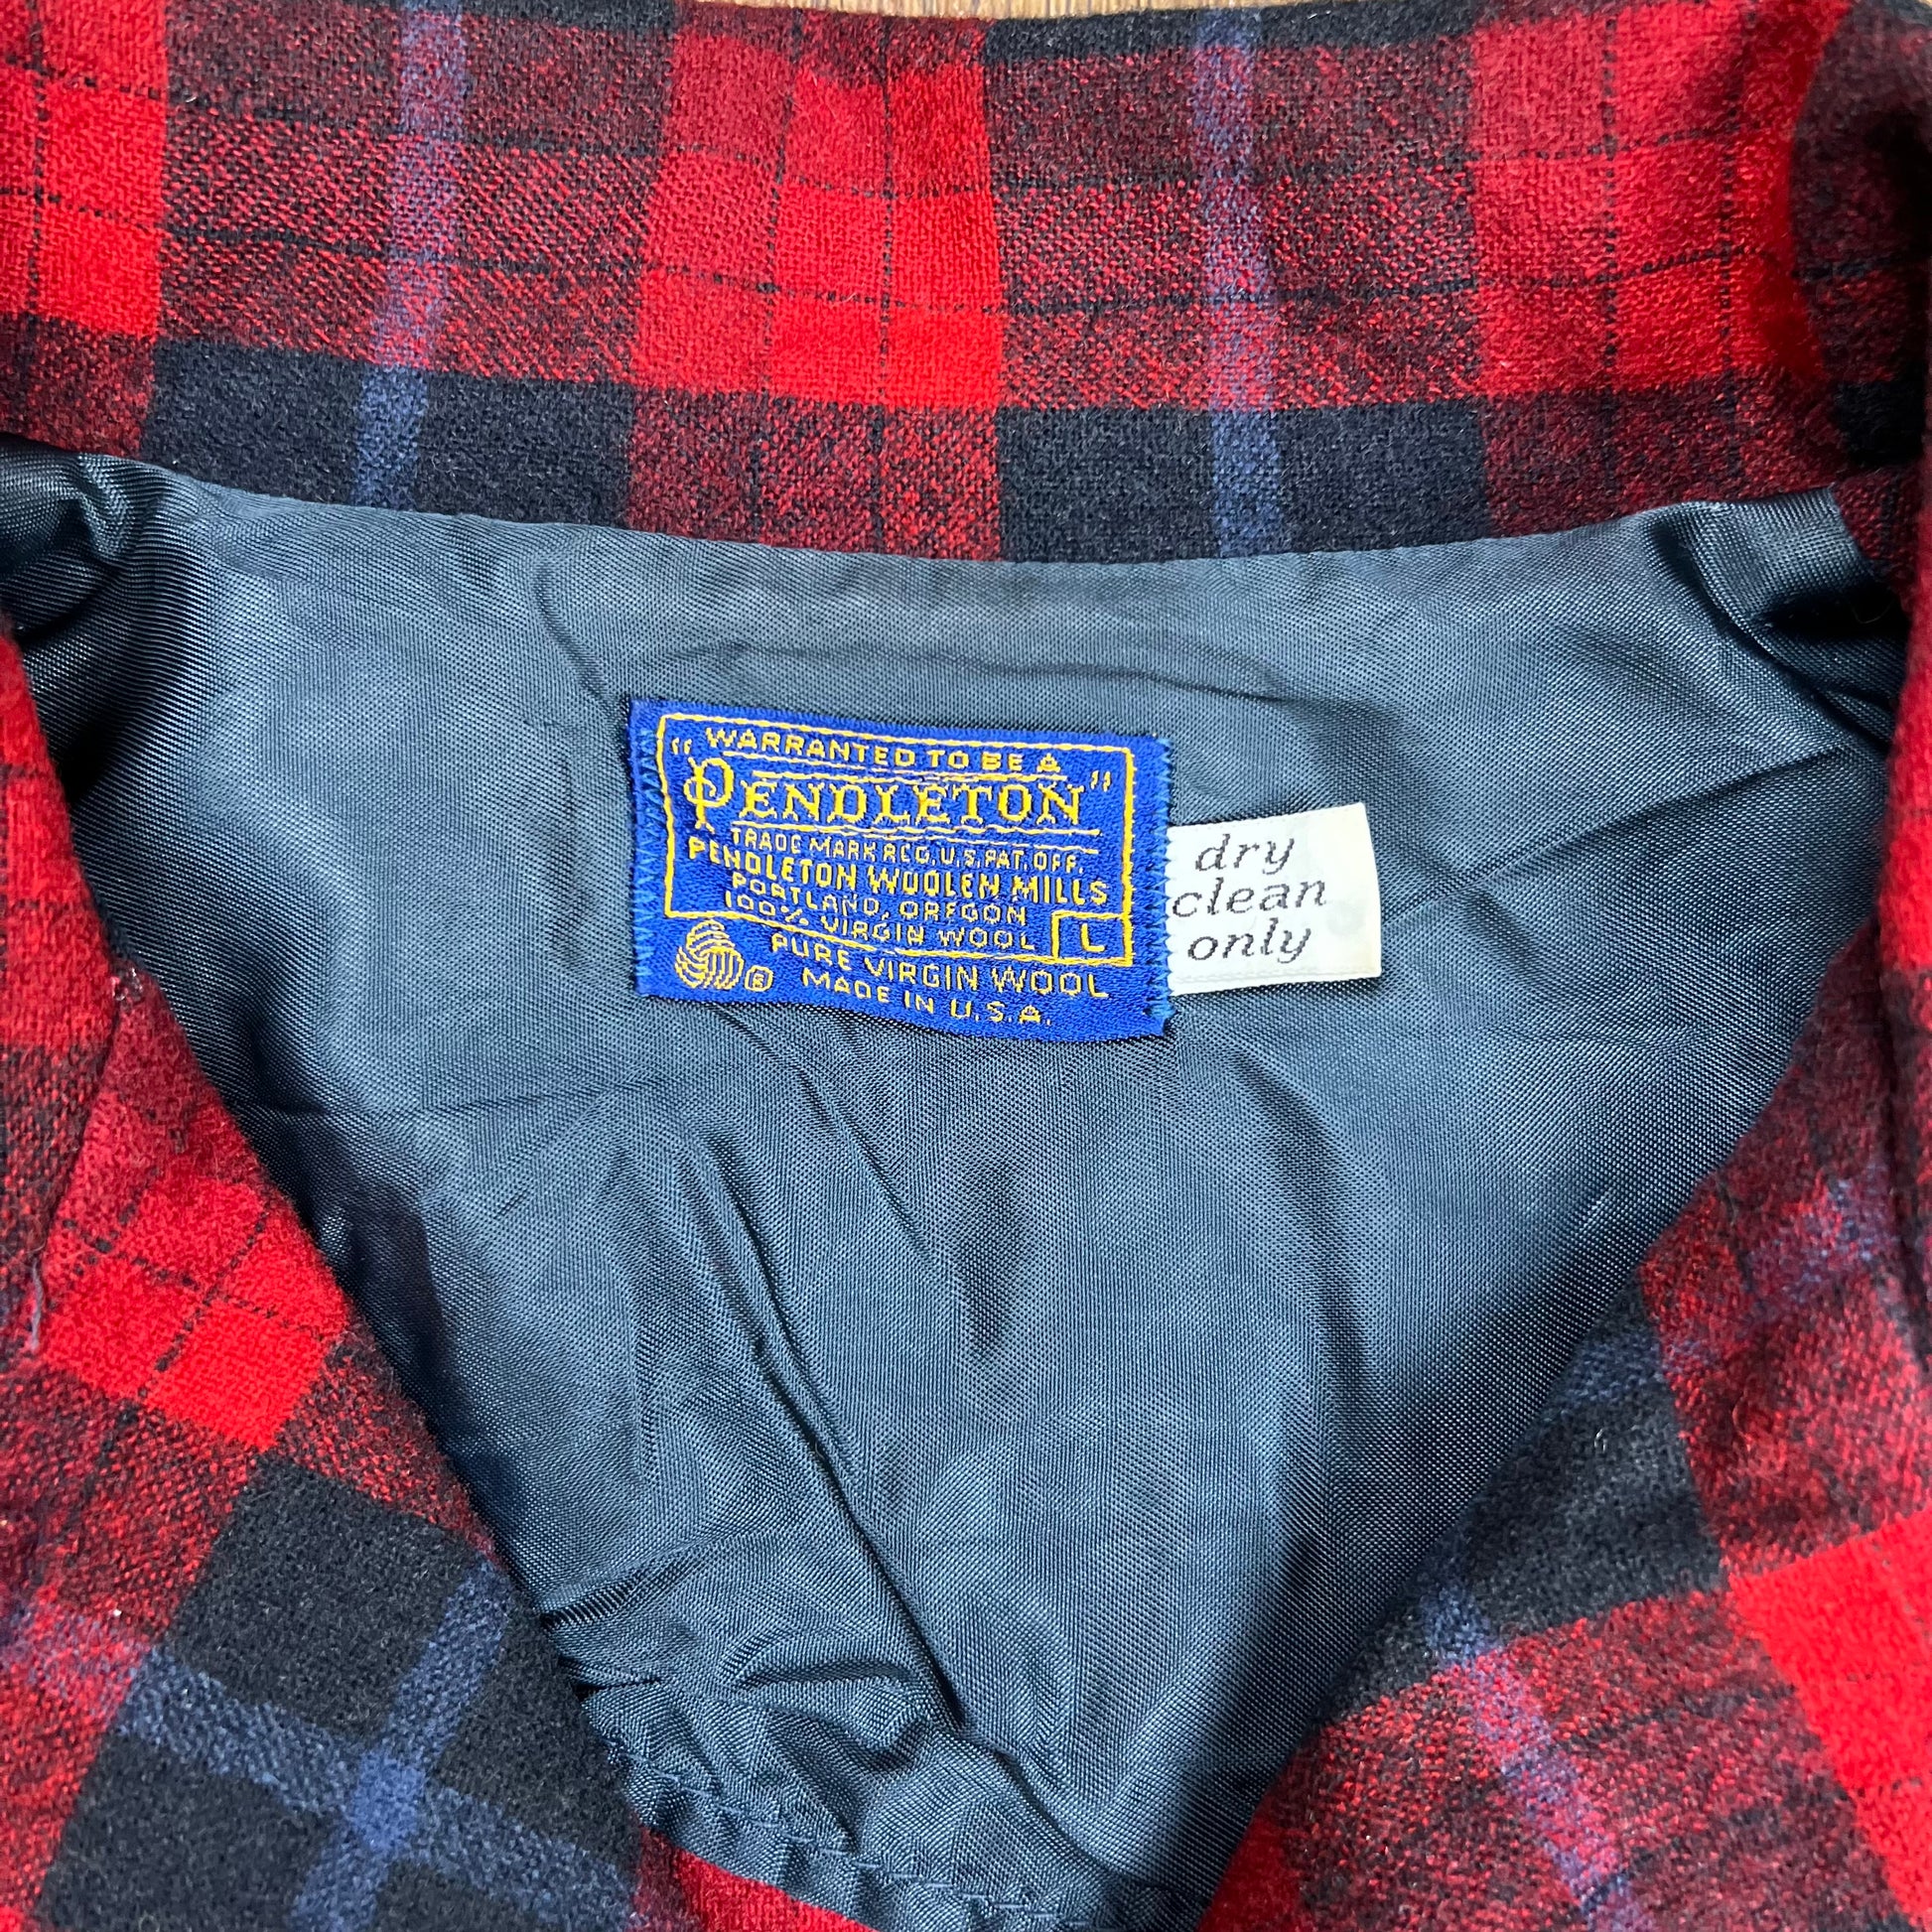 WARRANTED TO BE A
"PENDLETON"
TRADE MARK REG. U.S. PAT. OFF.
PENDLETON WOOLEN MILLS
PORTLAND, OREGON
100% VIRGIN WOOL L
PURE VIRGIN WOOL
® MADE IN U.S.A.
dry
clean
only